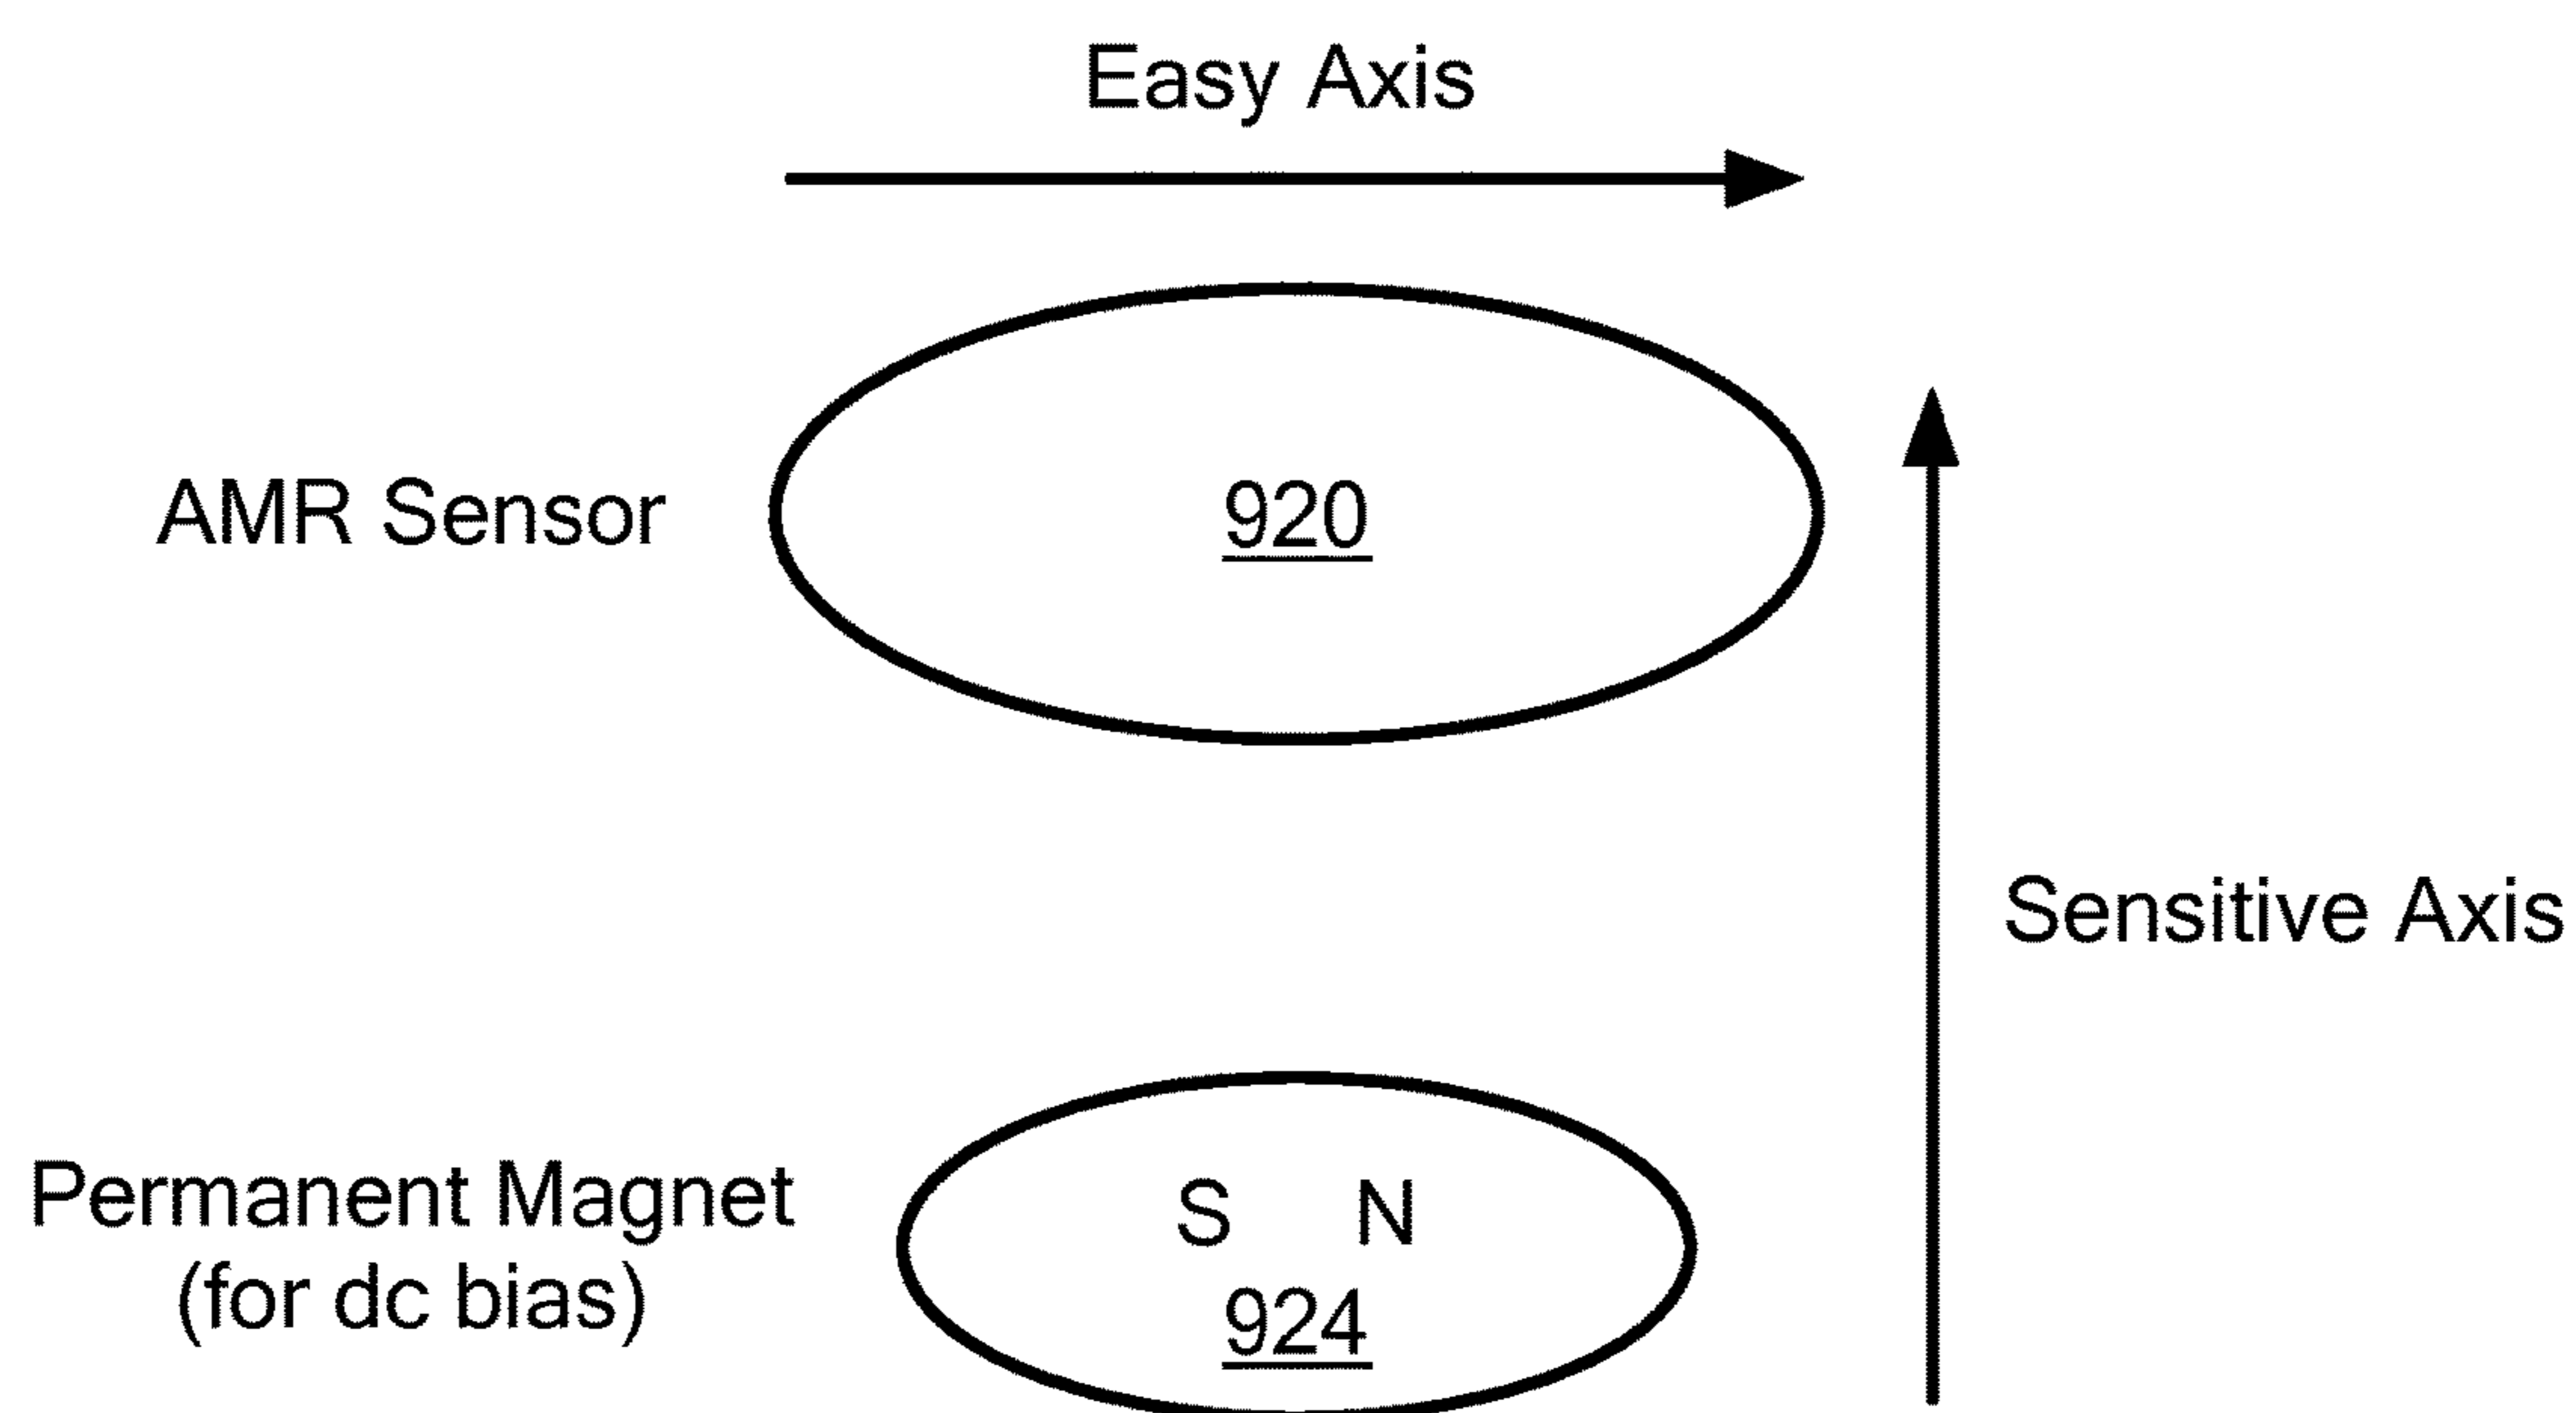 Easy Axis
AMR Sensor
920
Sensitive Axis
Permanent Magnet
(for dc bias)
S N
924